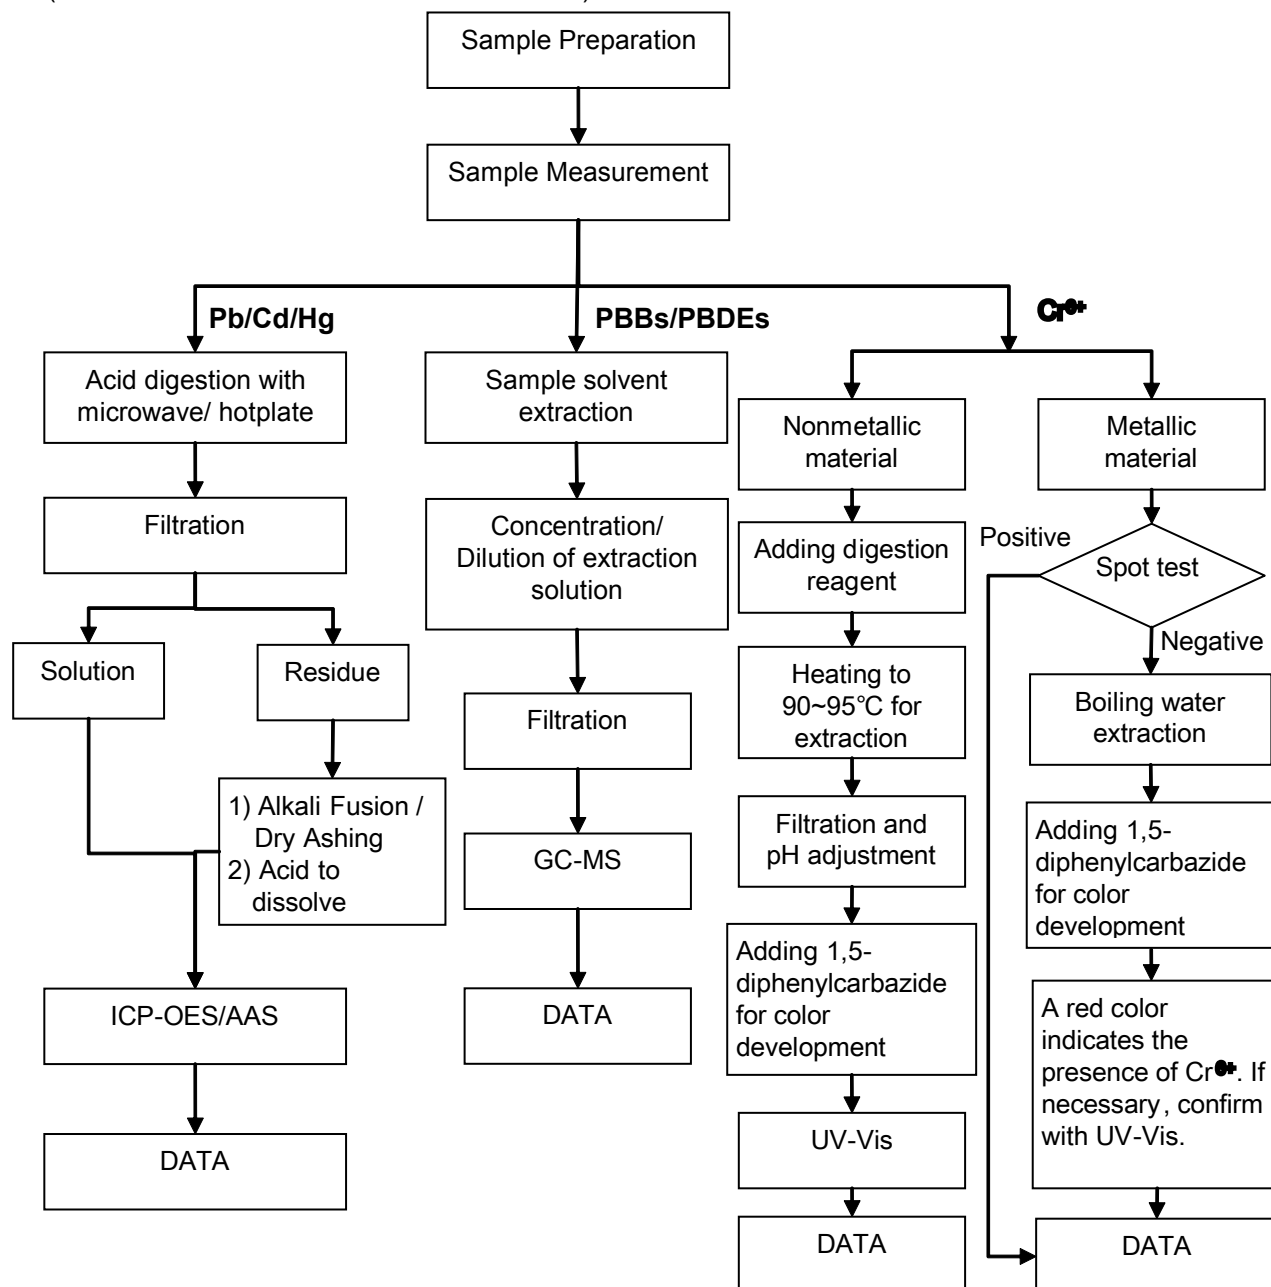 Sample Preparation
Sample Measurement
Pb/Cd/Hg
PBBs/PBDEs
Cr6+
Acid digestion with
microwave/ hotplate
Filtration
Solution
Residue
1) Alkali Fusion /
Dry Ashing
2) Acid to
dissolve
ICP-OES/AAS
DATA
Sample solvent
extraction
Concentration/
Dilution of extraction
solution
Filtration
GC-MS
DATA
Nonmetallic
material
Adding digestion
reagent
Heating to
90~95℃ for
extraction
Filtration and
pH adjustment
Adding 1,5-
diphenylcarbazide
for color
development
UV-Vis
DATA
Metallic
material
Positive
Spot test
Negative
Boiling water
extraction
Adding 1,5-
diphenylcarbazide
for color
development
A red color
indicates the
presence of Cr6+. If
necessary, confirm
with UV-Vis.
DATA